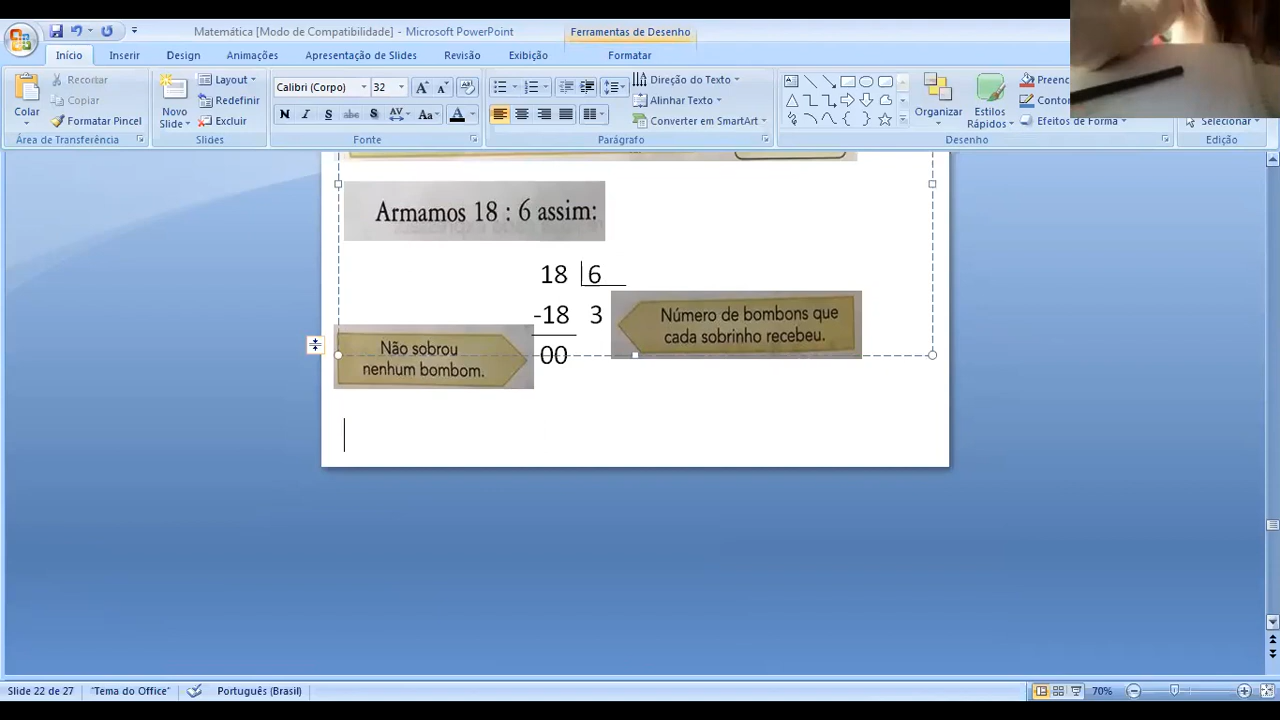 Matemática [Modo de Compatibilidade] - Microsoft PowerPoint
Ferramentas de Desenho
Início Inserir Design Animações Apresentação de Slides Revisão Exibição Formatar
Colar
Recortar
Copiar
Formatar Pincel
Área de Transferência
Novo Slide
Layout
Redefinir
Excluir
Slides
Calibri (Corpo) 32
N I S abc AV Aa A
Fonte
Direção do Texto
Alinhar Texto
Converter em SmartArt
Parágrafo
Organizar
Estilos Rápidos
Efeitos de Forma
Desenho
Selecionar
Edição
Armamos 18 : 6 assim:
18 6
-18 3
00
Número de bombons que
cada sobrinho recebeu.
Não sobrou
nenhum bombom.
Slide 22 de 27 "Tema do Office" Português (Brasil) 70%